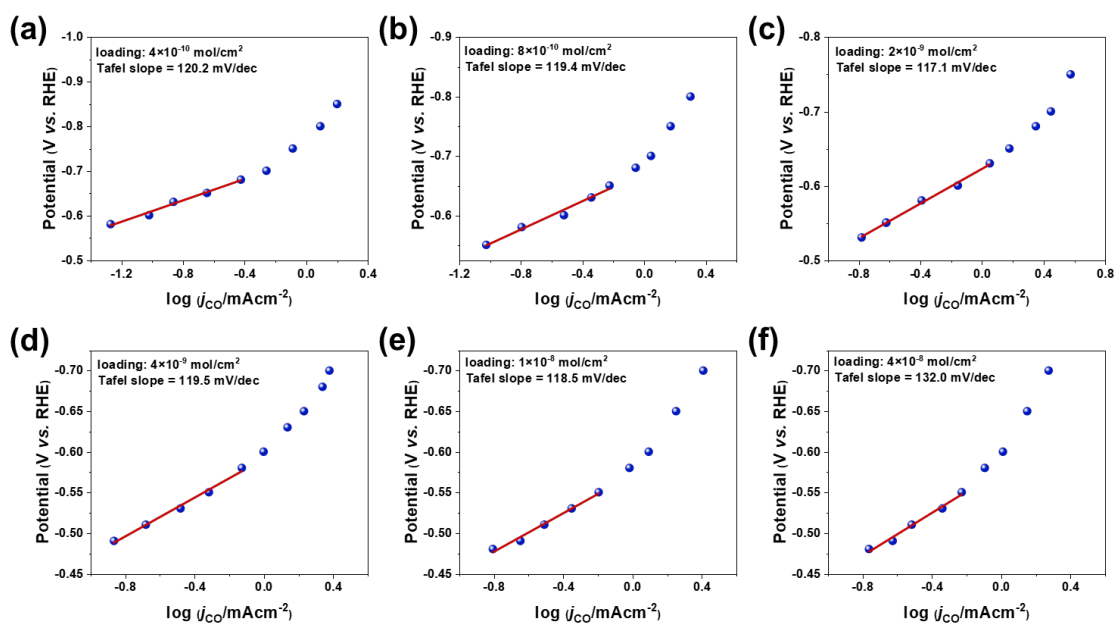 (a)
loading: 4×10⁻¹⁰ mol/cm²
Tafel slope = 120.2 mV/dec
Potential (V vs. RHE)
-1.0
-0.9
-0.8
-0.7
-0.6
-0.5
-1.2
-0.8
-0.4
0.0
0.4
log (jCO/mAcm⁻²)
(b)
loading: 8×10⁻¹⁰ mol/cm²
Tafel slope = 119.4 mV/dec
Potential (V vs. RHE)
-0.9
-0.8
-0.7
-0.6
-1.2
-0.8
-0.4
0.0
0.4
log (jCO/mAcm⁻²)
(c)
loading: 2×10⁻⁹ mol/cm²
Tafel slope = 117.1 mV/dec
Potential (V vs. RHE)
-0.8
-0.7
-0.6
-0.5
-0.8
-0.4
0.0
0.4
0.8
log (jCO/mAcm⁻²)
(d)
loading: 4×10⁻⁹ mol/cm²
Tafel slope = 119.5 mV/dec
Potential (V vs. RHE)
-0.70
-0.65
-0.60
-0.55
-0.50
-0.45
-0.8
-0.4
0.0
0.4
log (jCO/mAcm⁻²)
(e)
loading: 1×10⁻⁸ mol/cm²
Tafel slope = 118.5 mV/dec
Potential (V vs. RHE)
-0.70
-0.65
-0.60
-0.55
-0.50
-0.45
-0.8
-0.4
0.0
0.4
log (jCO/mAcm⁻²)
(f)
loading: 4×10⁻⁸ mol/cm²
Tafel slope = 132.0 mV/dec
Potential (V vs. RHE)
-0.70
-0.65
-0.60
-0.55
-0.50
-0.45
-0.8
-0.4
0.0
0.4
log (jCO/mAcm⁻²)